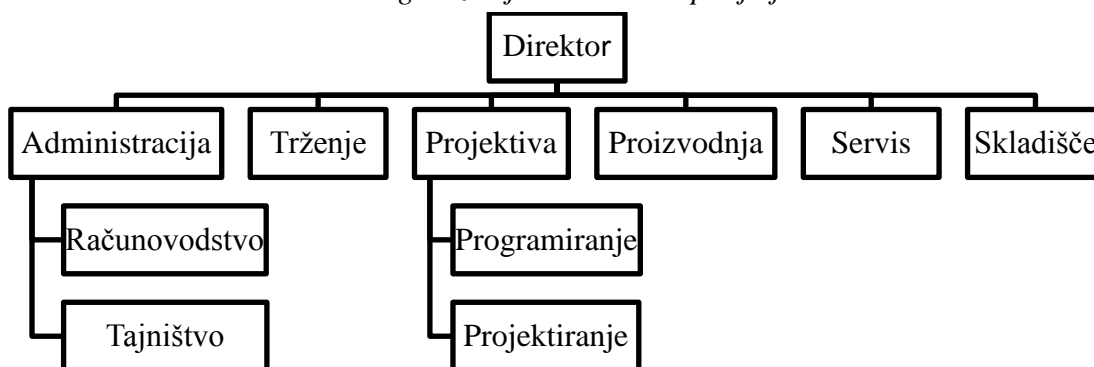 Direktor
Administracija
Trženje
Projektiva
Proizvodnja
Servis
Skladišče
Računovodstvo
Programiranje
Tajništvo
Projektiranje